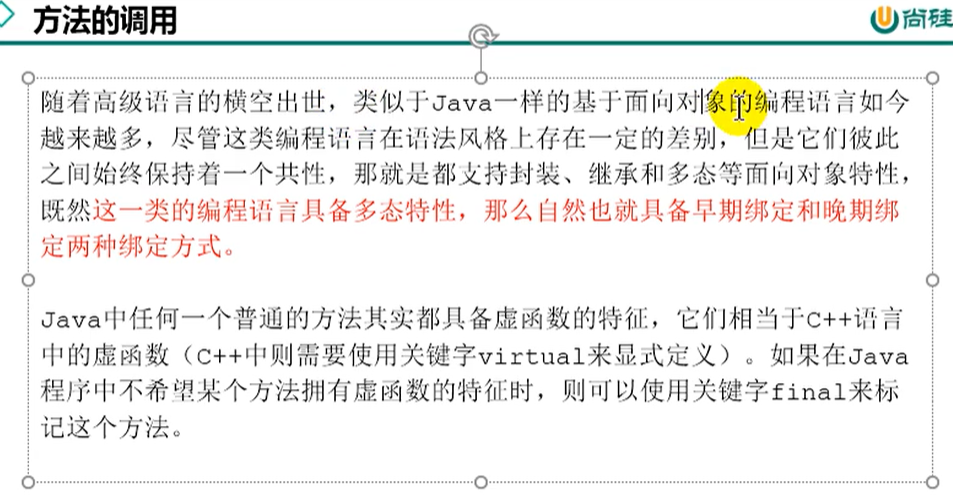 方法的调用
尚硅
随着高级语言的横空出世，类似于Java一样的基于面向对象的编程语言如今
越来越多，尽管这类编程语言在语法风格上存在一定的差别，但是它们彼此
之间始终保持着一个共性，那就是都支持封装、继承和多态等面向对象特性，
既然这一类的编程语言具备多态特性，那么自然也就具备早期绑定和晚期绑
定两种绑定方式。
Java中任何一个普通的方法其实都具备虚函数的特征，它们相当于C++语言
中的虚函数（C++中则需要使用关键字virtual来显式定义）。如果在Java
程序中不希望某个方法拥有虚函数的特征时，则可以使用关键字final来标
记这个方法。